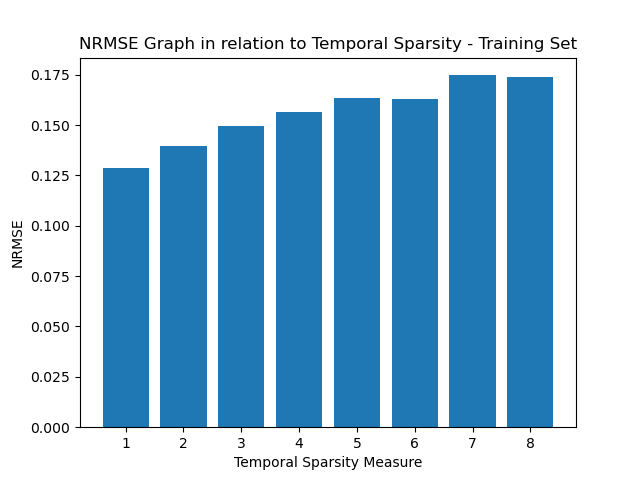 NRMSE Graph in relation to Temporal Sparsity - Training Set
0.175
0.150
0.125
0.100
0.075
0.050
0.025
0.000
NRMSE
1 2 3 4 5 6 7 8
Temporal Sparsity Measure